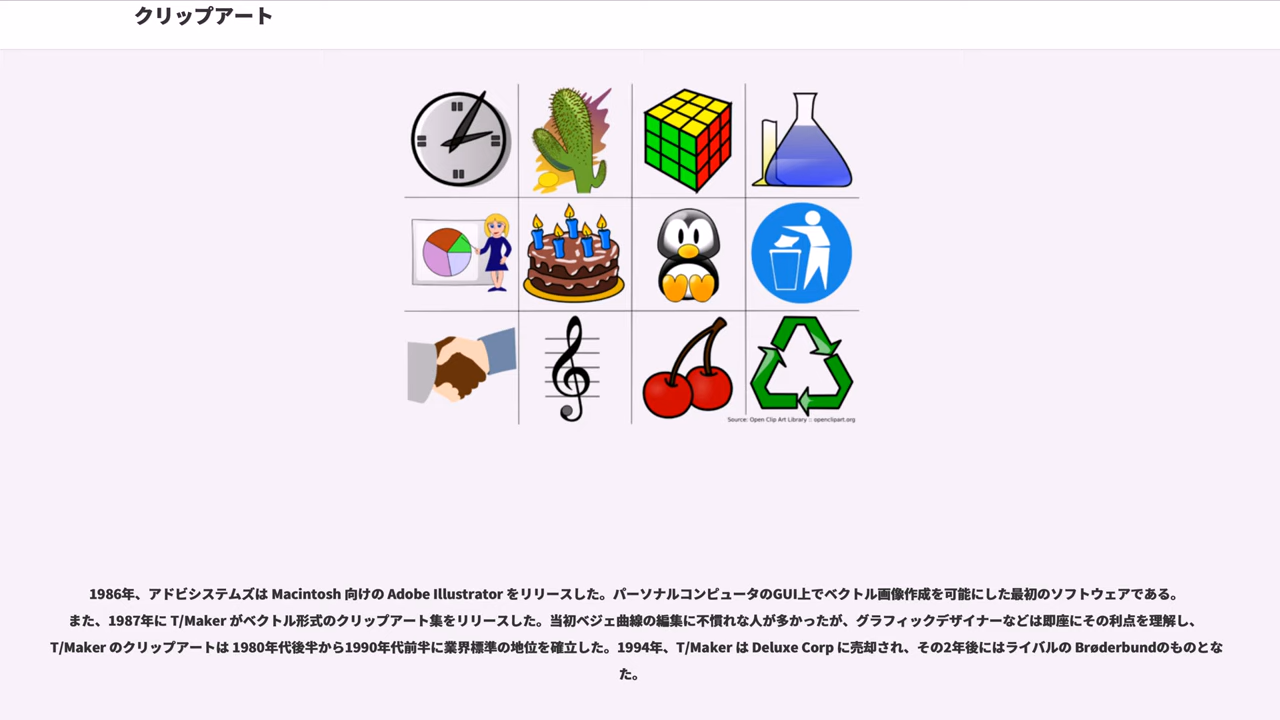 クリップアート
Source: Open Clip Art Library :: openclipart.org
1986年、アドビシステムズは Macintosh 向けの Adobe Illustrator をリリースした。パーソナルコンピュータのGUI上でベクトル画像作成を可能にした最初のソフトウェアである。
また、1987年に T/Maker がベクトル形式のクリップアート集をリリースした。当初ベジェ曲線の編集に不慣れな人が多かったが、グラフィックデザイナーなどは即座にその利点を理解し、
T/Maker のクリップアートは 1980年代後半から1990年代前半に業界標準の地位を確立した。1994年、T/Maker は Deluxe Corp に売却され、その2年後にはライバルの Brøderbundのものとな
た。